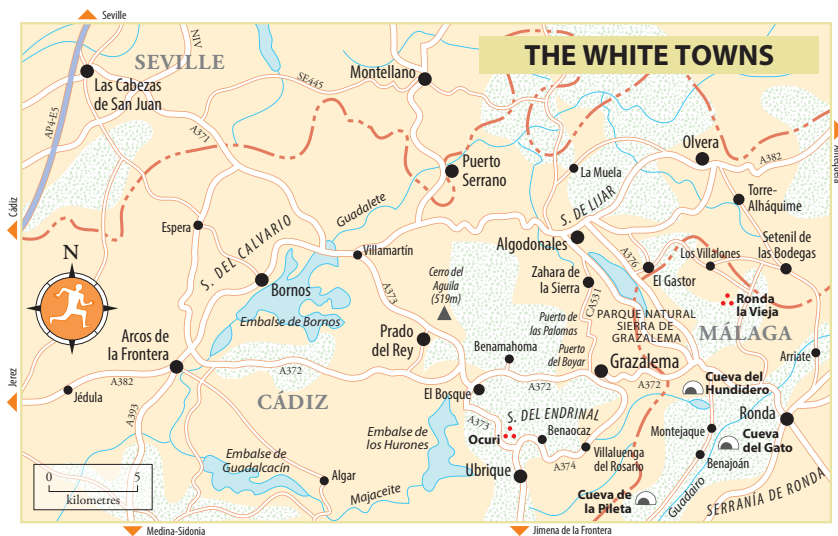 Seville
THE WHITE TOWNS
SEVILLE
NIV
Las Cabezas
de San Juan
AP4-E5
SE445
Montellano
A371
Olvera
A382
Antequera
Puerto
Serrano
La Muela
S. DE LIJAR
Torre-
Alháquime
Cádiz
Espera
S. DEL CALVARIO
Guadalete
Villamartín
Algodonales
A376
Los Villalones
Setenil de
las Bodegas
N
Bornos
Embalse de Bornos
A373
Cerro del
Aguila
(519m)
Zahara de
la Sierra
CA531
El Gastor
Ronda
la Vieja
Puerto de
las Palomas
PARQUE NATURAL
SIERRA DE
GRAZALEMA
MÁLAGA
Arcos de
la Frontera
Prado
del Rey
Benamahoma
Puerto
del Boyar
Grazalema
Arriate
Jerez
A382
Jédula
A393
A372
CÁDIZ
El Bosque
A372
A372
Cueva del
Hundidero
Ronda
A373
S. DEL ENDRINAL
Ocuri
Benaocaz
Montejaque
Cueva
del Gato
Embalse de
los Hurones
Embalse de
Guadalcacín
Algar
Majaceite
Ubrique
A374
Villaluenga
del Rosario
Benajoán
Guadairo
Cueva de
la Pileta
SERRANÍA DE RONDA
0 5
kilometres
Medina-Sidonia
Jimena de la Frontera